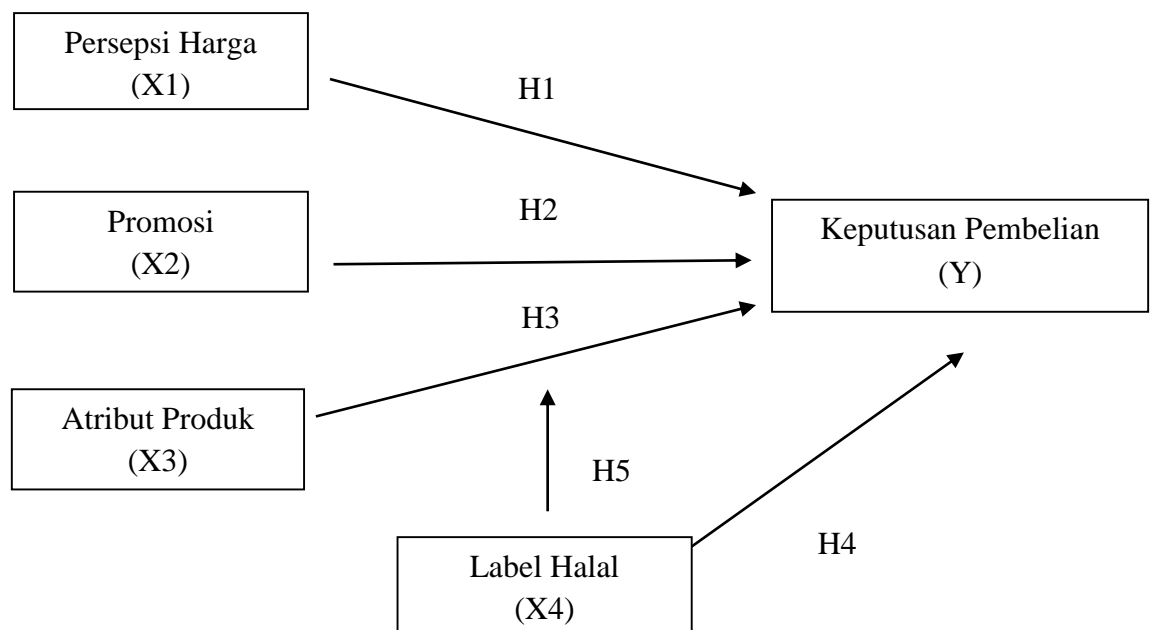 Persepsi Harga
(X1)
H1
Promosi
(X2)
H2
Keputusan Pembelian
(Y)
H3
Atribut Produk
(X3)
H5
Label Halal
(X4)
H4